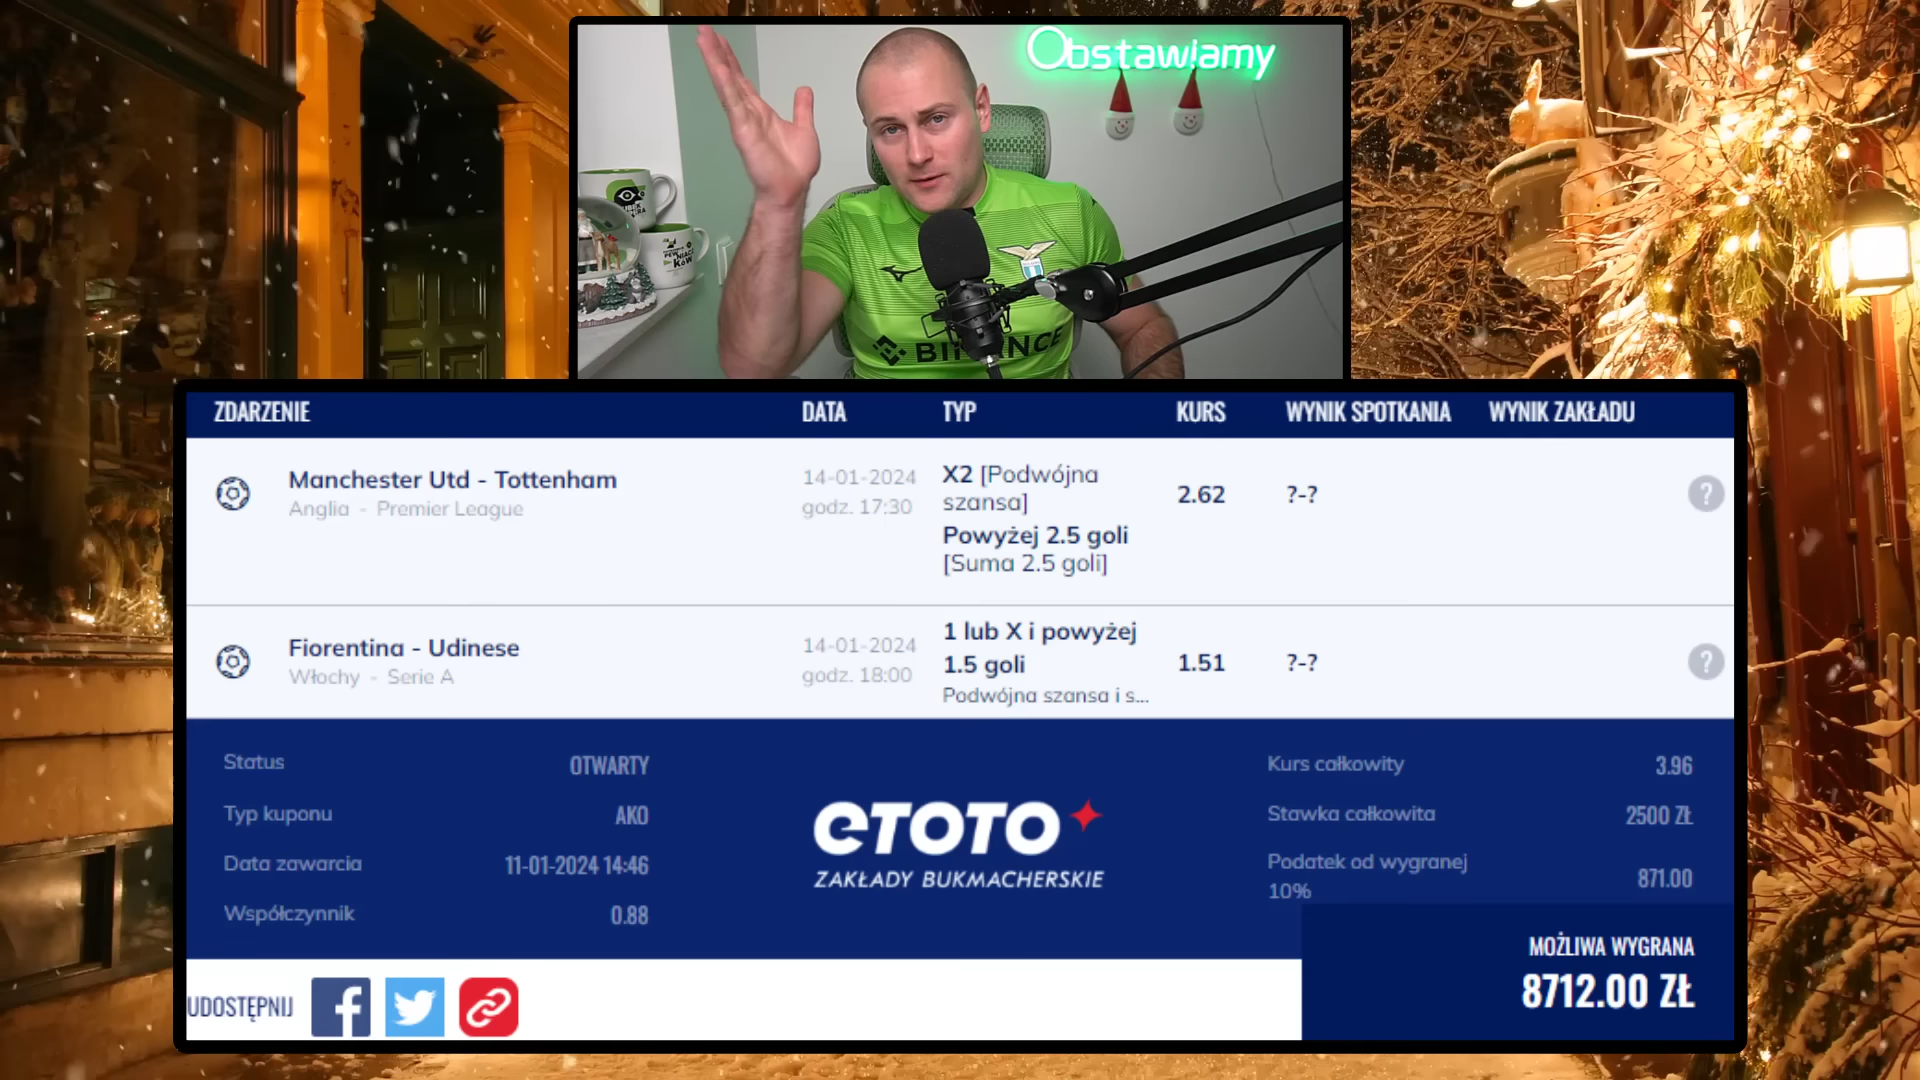 Obstawiamy
BINANCE
ZDARZENIE DATA TYP KURS WYNIK SPOTKANIA WYNIK ZAKŁADU
Manchester Utd - Tottenham
Anglia - Premier League
14-01-2024
godz. 17:30
X2 [Podwójna
szansa]
Powyżej 2.5 goli
[Suma 2.5 goli]
2.62
?-?
?
Fiorentina - Udinese
Włochy - Serie A
14-01-2024
godz. 18:00
1 lub X i powyżej
1.5 goli
Podwójna szansa i s...
1.51
?-?
?
Status OTWARTY
Typ kuponu AKO
Data zawarcia 11-01-2024 14:46
Współczynnik 0.88
eTOTO
ZAKŁADY BUKMACHERSKIE
Kurs całkowity 3.96
Stawka całkowita 2500 ZŁ
Podatek od wygranej
10%
871.00
MOŻLIWA WYGRANA
8712.00 ZŁ
UDOSTĘPNIJ